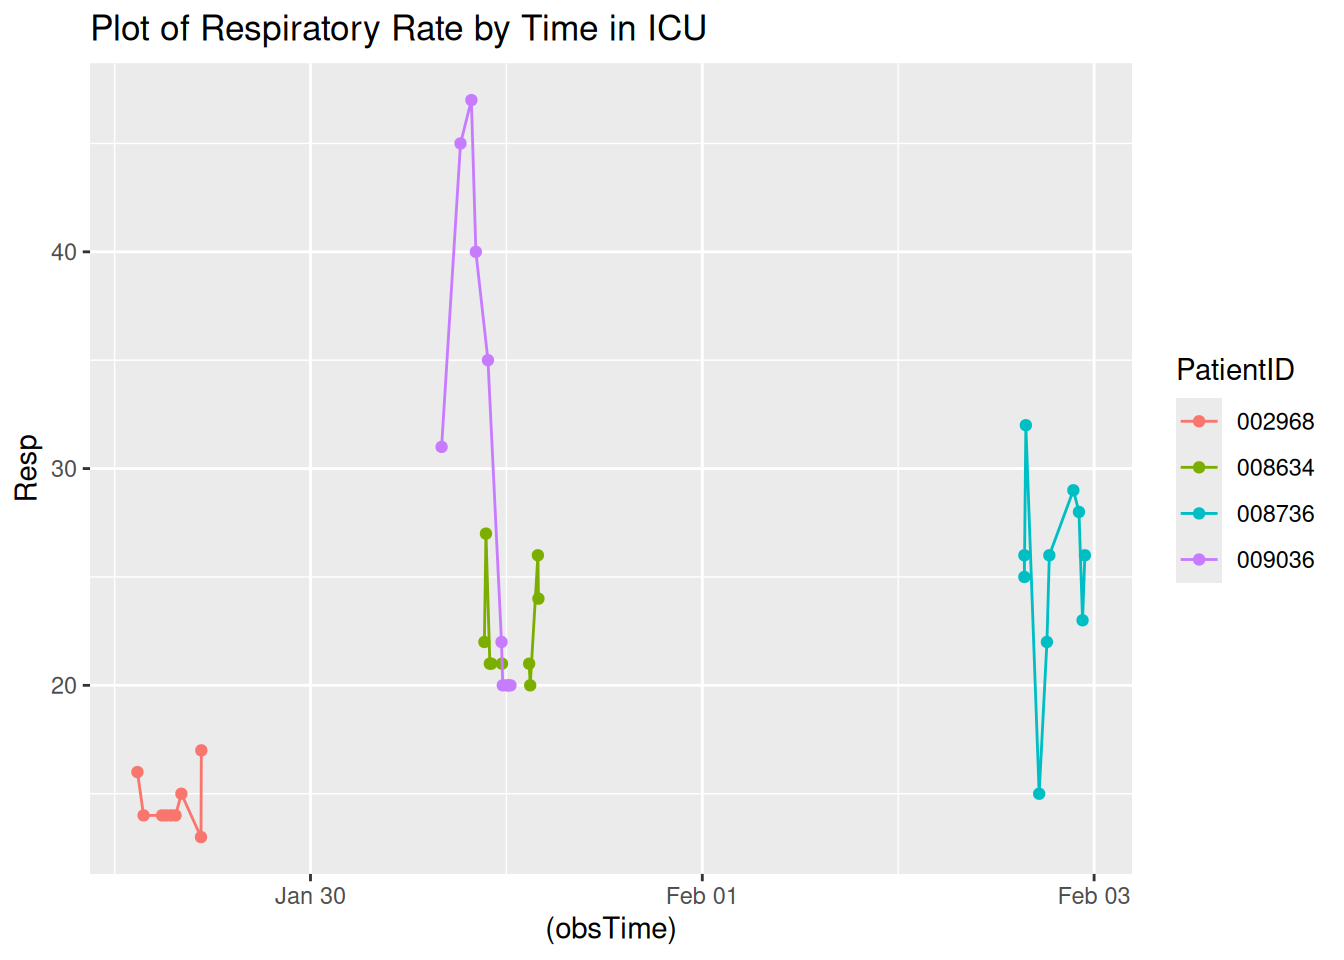 Plot of Respiratory Rate by Time in ICU
Resp
40
30
20
Jan 30
Feb 01
Feb 03
(obsTime)
PatientID
002968
008634
008736
009036